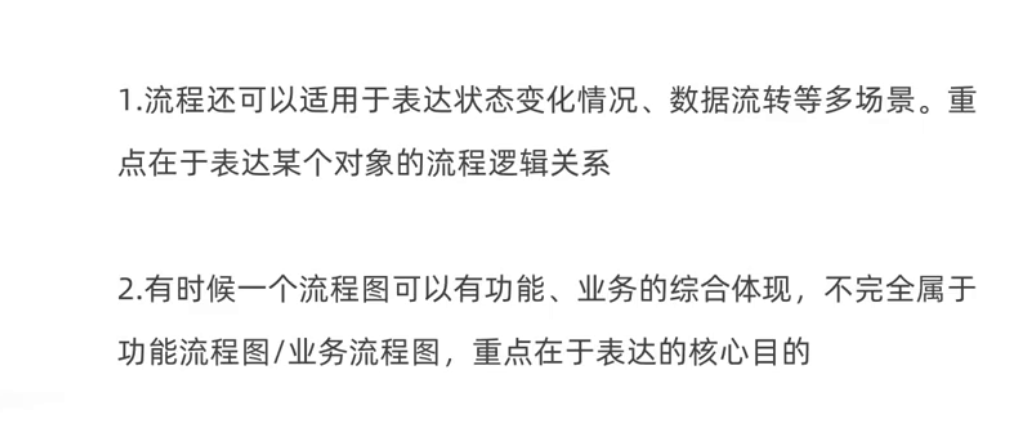 1.流程还可以适用于表达状态变化情况、数据流转等多场景。重
点在于表达某个对象的流程逻辑关系
2.有时候一个流程图可以有功能、业务的综合体现，不完全属于
功能流程图/业务流程图，重点在于表达的核心目的